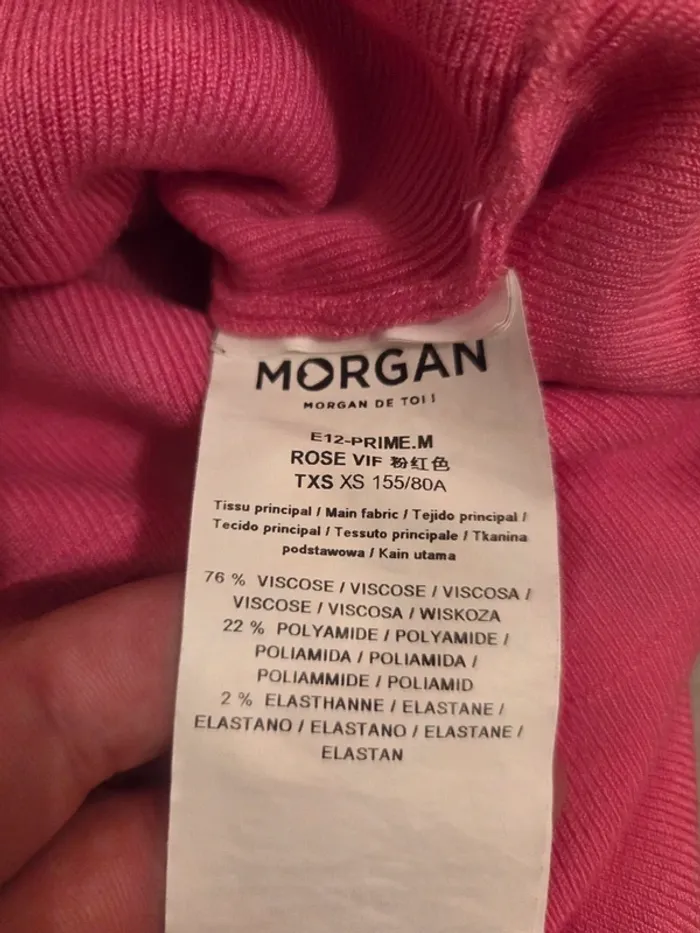 MORGAN
MORGAN DE TOI !
E12-PRIME.M
ROSE VIF 粉红色
TXS XS 155/80A
Tissu principal / Main fabric / Tejido principal /
Tecido principal / Tessuto principale / Tkanina
podstawowa / Kain utama
76 % VISCOSE / VISCOSE / VISCOSA /
VISCOSE / VISCOSA / WISKOZA
22 % POLYAMIDE / POLYAMIDE /
POLIAMIDA / POLIAMIDA /
POLIAMMIDE / POLIAMID
2 % ELASTHANNE / ELASTANE /
ELASTANO / ELASTANO / ELASTANE /
ELASTAN